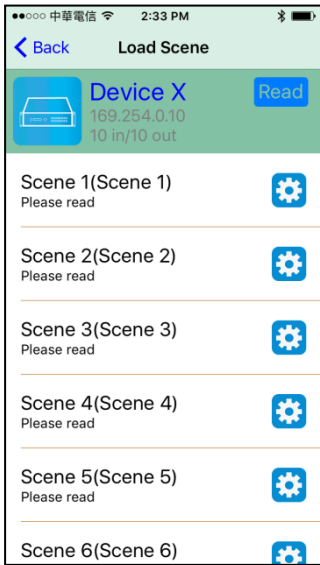 中華電信 2:33 PM
Back Load Scene
Device X Read
169.254.0.10
10 in/10 out
Scene 1(Scene 1)
Please read
Scene 2(Scene 2)
Please read
Scene 3(Scene 3)
Please read
Scene 4(Scene 4)
Please read
Scene 5(Scene 5)
Please read
Scene 6(Scene 6)